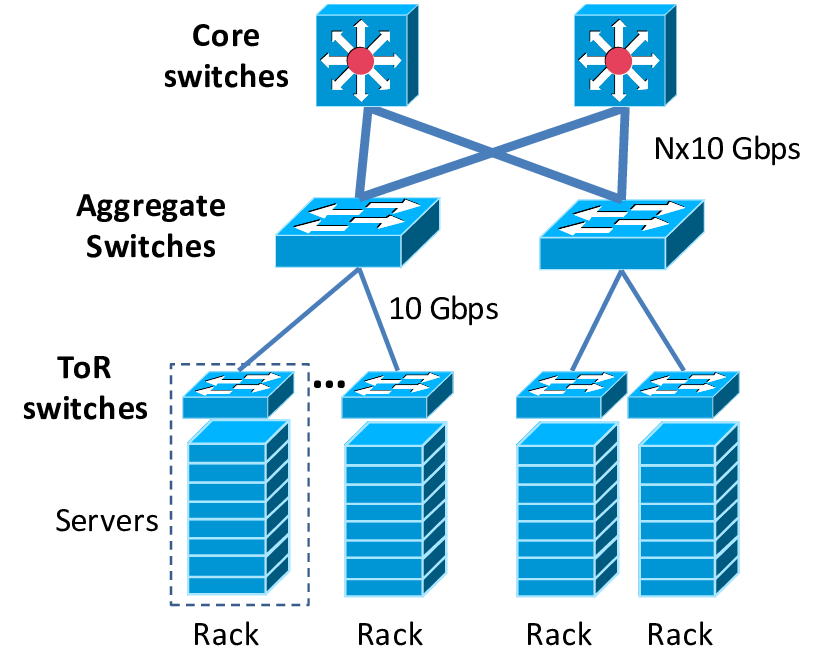 Core
switches
Nx10 Gbps
Aggregate
Switches
10 Gbps
ToR
switches
...
Servers
Rack
Rack
Rack
Rack